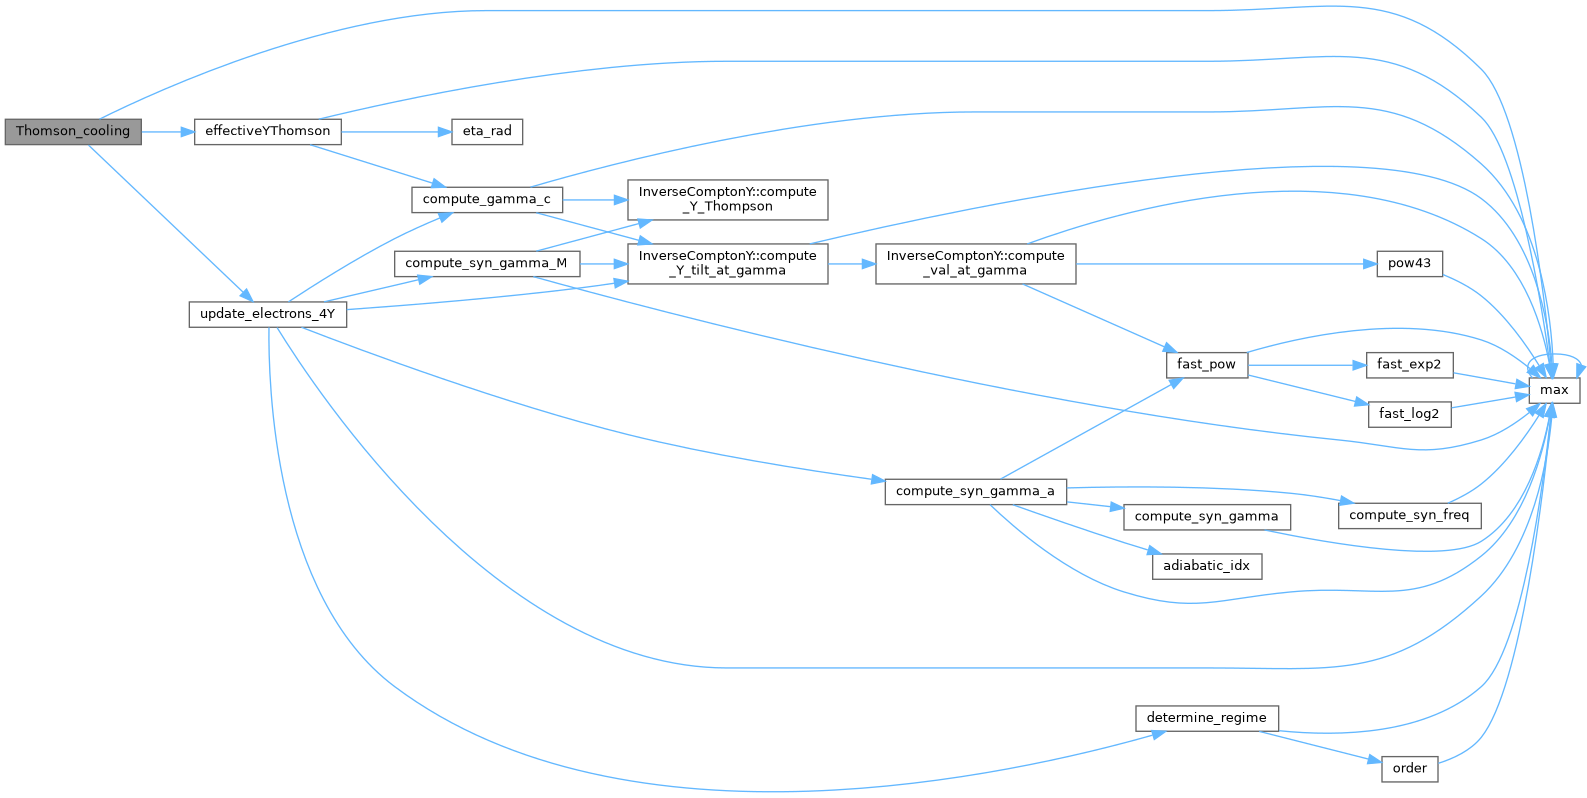 Thomson_cooling
effectiveYThomson
eta_rad
compute_gamma_c
InverseComptonY::compute
_Y_Thompson
compute_syn_gamma_M
InverseComptonY::compute
_Y_tilt_at_gamma
InverseComptonY::compute
_val_at_gamma
pow43
update_electrons_4Y
fast_pow
fast_exp2
max
fast_log2
compute_syn_gamma_a
compute_syn_gamma
compute_syn_freq
adiabatic_idx
determine_regime
order